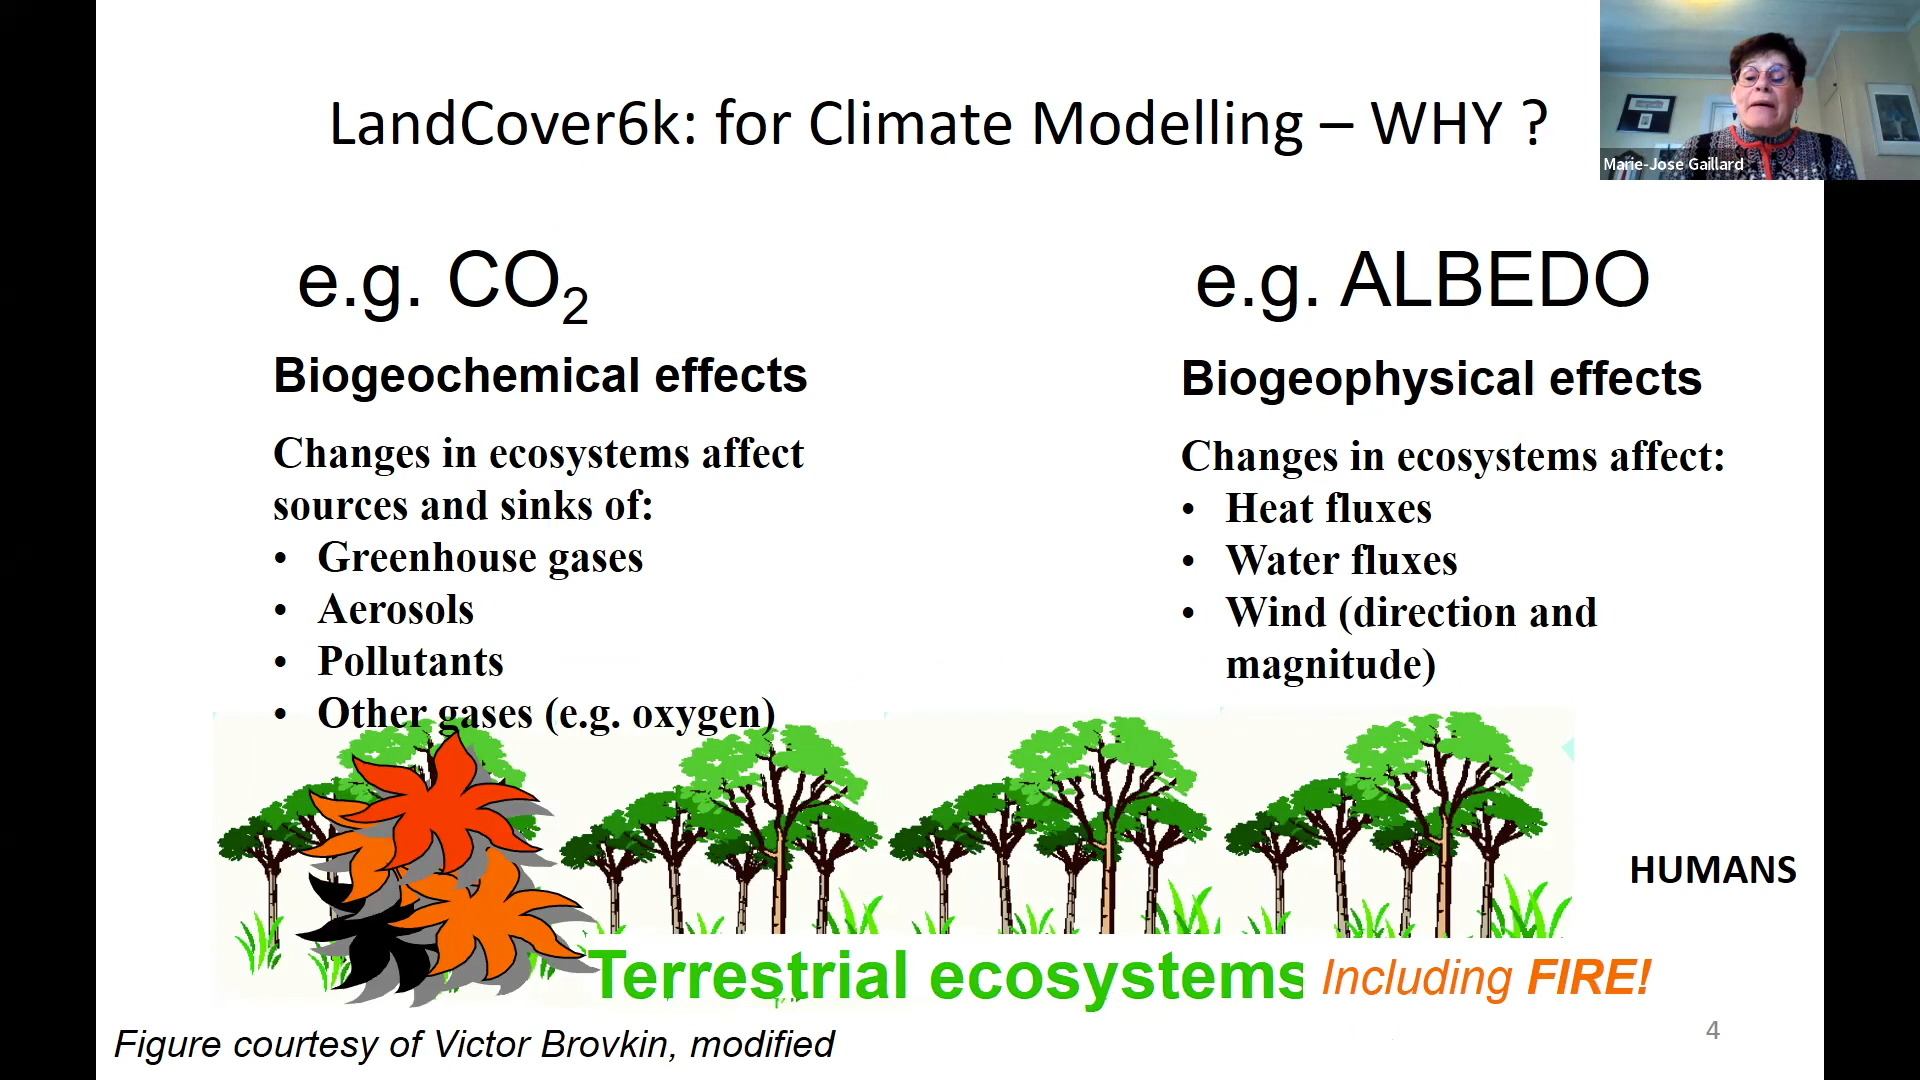 LandCover6k: for Climate Modelling – WHY ?
Marie-Jose Gaillard
e.g. CO₂
Biogeochemical effects
Changes in ecosystems affect
sources and sinks of:
• Greenhouse gases
• Aerosols
• Pollutants
• Other gases (e.g. oxygen)
e.g. ALBEDO
Biogeophysical effects
Changes in ecosystems affect:
• Heat fluxes
• Water fluxes
• Wind (direction and
magnitude)
HUMANS
Terrestrial ecosystems Including FIRE!
Figure courtesy of Victor Brovkin, modified
4